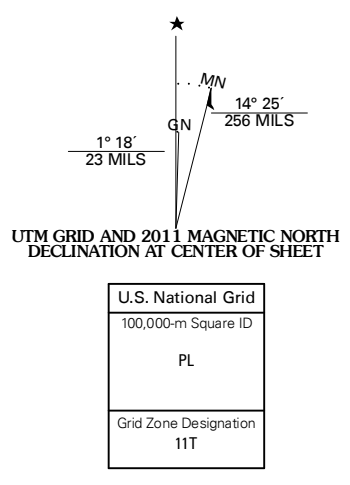 ★
MN
GN
14° 25´
256 MILS
1° 18´
23 MILS
UTM GRID AND 2011 MAGNETIC NORTH
DECLINATION AT CENTER OF SHEET
U.S. National Grid
100,000-m Square ID
PL
Grid Zone Designation
11T